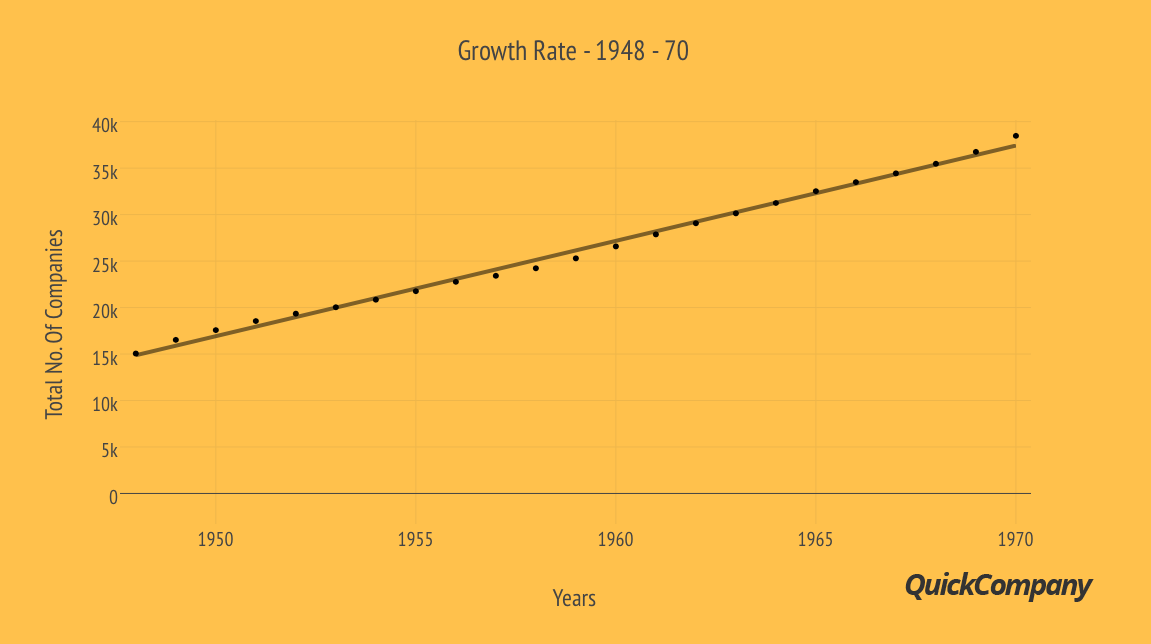 Growth Rate - 1948 - 70
40k
35k
30k
25k
20k
15k
10k
5k
0
Total No. Of Companies
1950 1955 1960 1965 1970
Years
QuickCompany